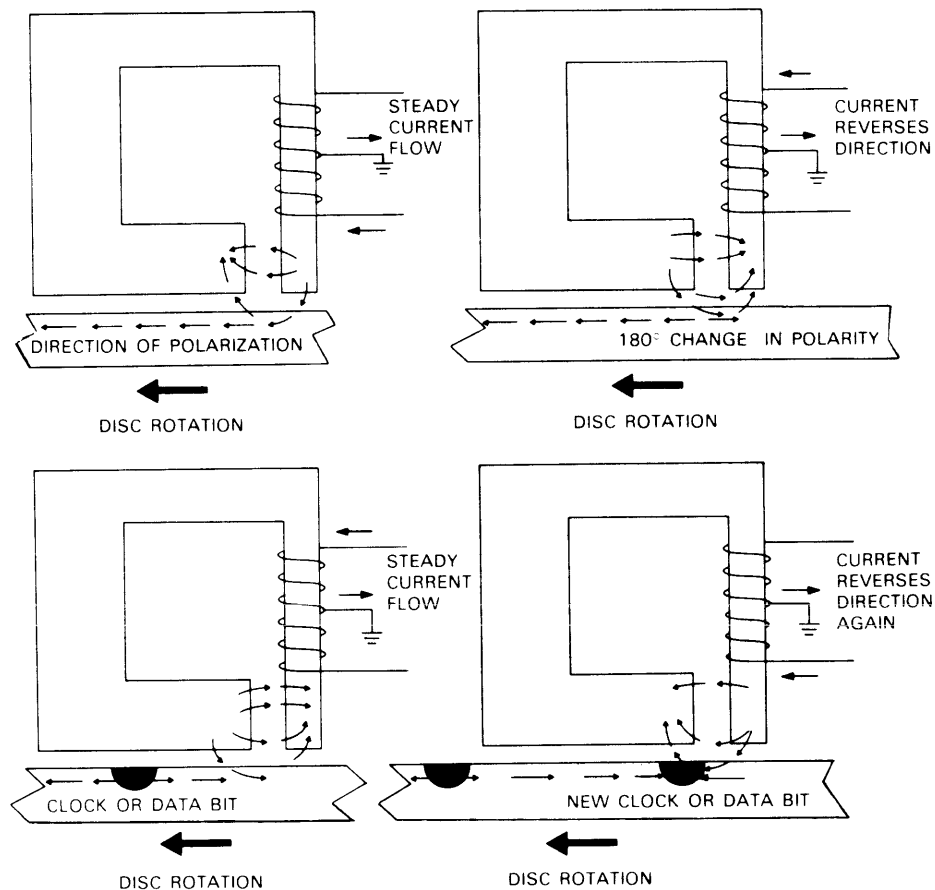 STEADY
CURRENT
FLOW
DIRECTION OF POLARIZATION
DISC ROTATION
CURRENT
REVERSES
DIRECTION
180° CHANGE IN POLARITY
DISC ROTATION
STEADY
CURRENT
FLOW
CLOCK OR DATA BIT
DISC ROTATION
CURRENT
REVERSES
DIRECTION
AGAIN
NEW CLOCK OR DATA BIT
DISC ROTATION